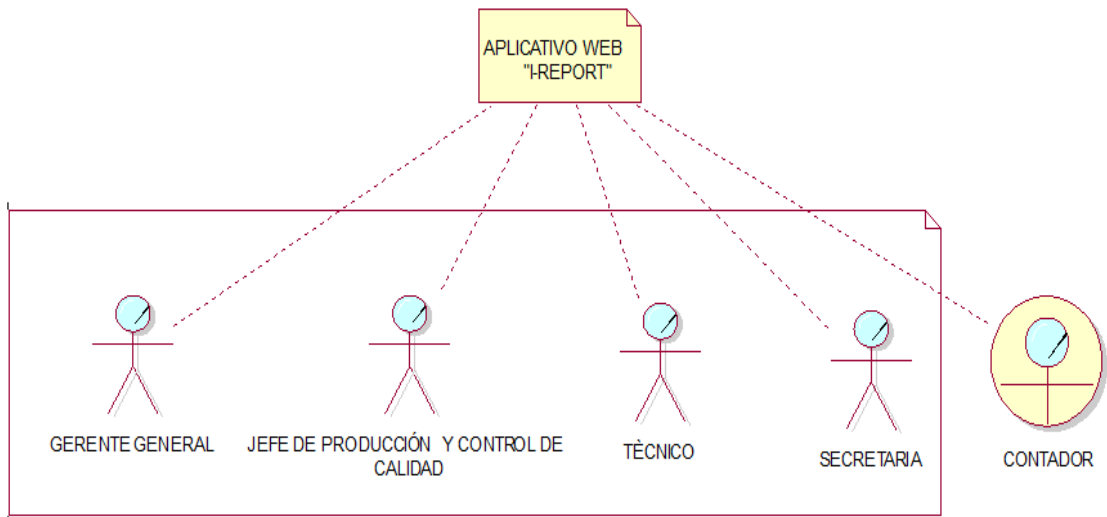 APLICATIVO WEB
"I-REPORT"
GERENTE GENERAL
JEFE DE PRODUCCIÓN Y CONTROL DE
CALIDAD
TÈCNICO
SECRETARIA
CONTADOR